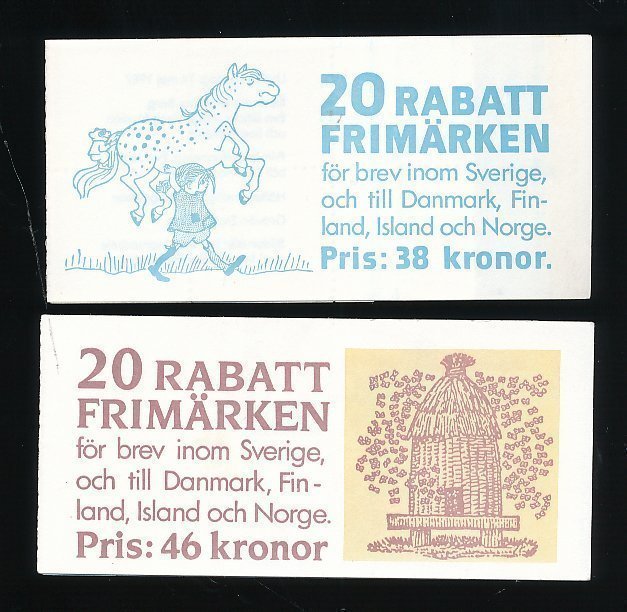 20 RABATT
FRIMÄRKEN
för brev inom Sverige,
och till Danmark, Fin-
land, Island och Norge.
Pris: 38 kronor.
20 RABATT
FRIMÄRKEN
för brev inom Sverige,
och till Danmark, Fin-
land, Island och Norge.
Pris: 46 kronor